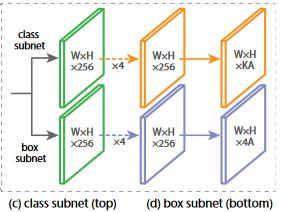 class
subnet
W×H
×256
×4
W×H
×256
W×H
×KA
box
subnet
W×H
×256
×4
W×H
×256
W×H
×4A
(c) class subnet (top)
(d) box subnet (bottom)